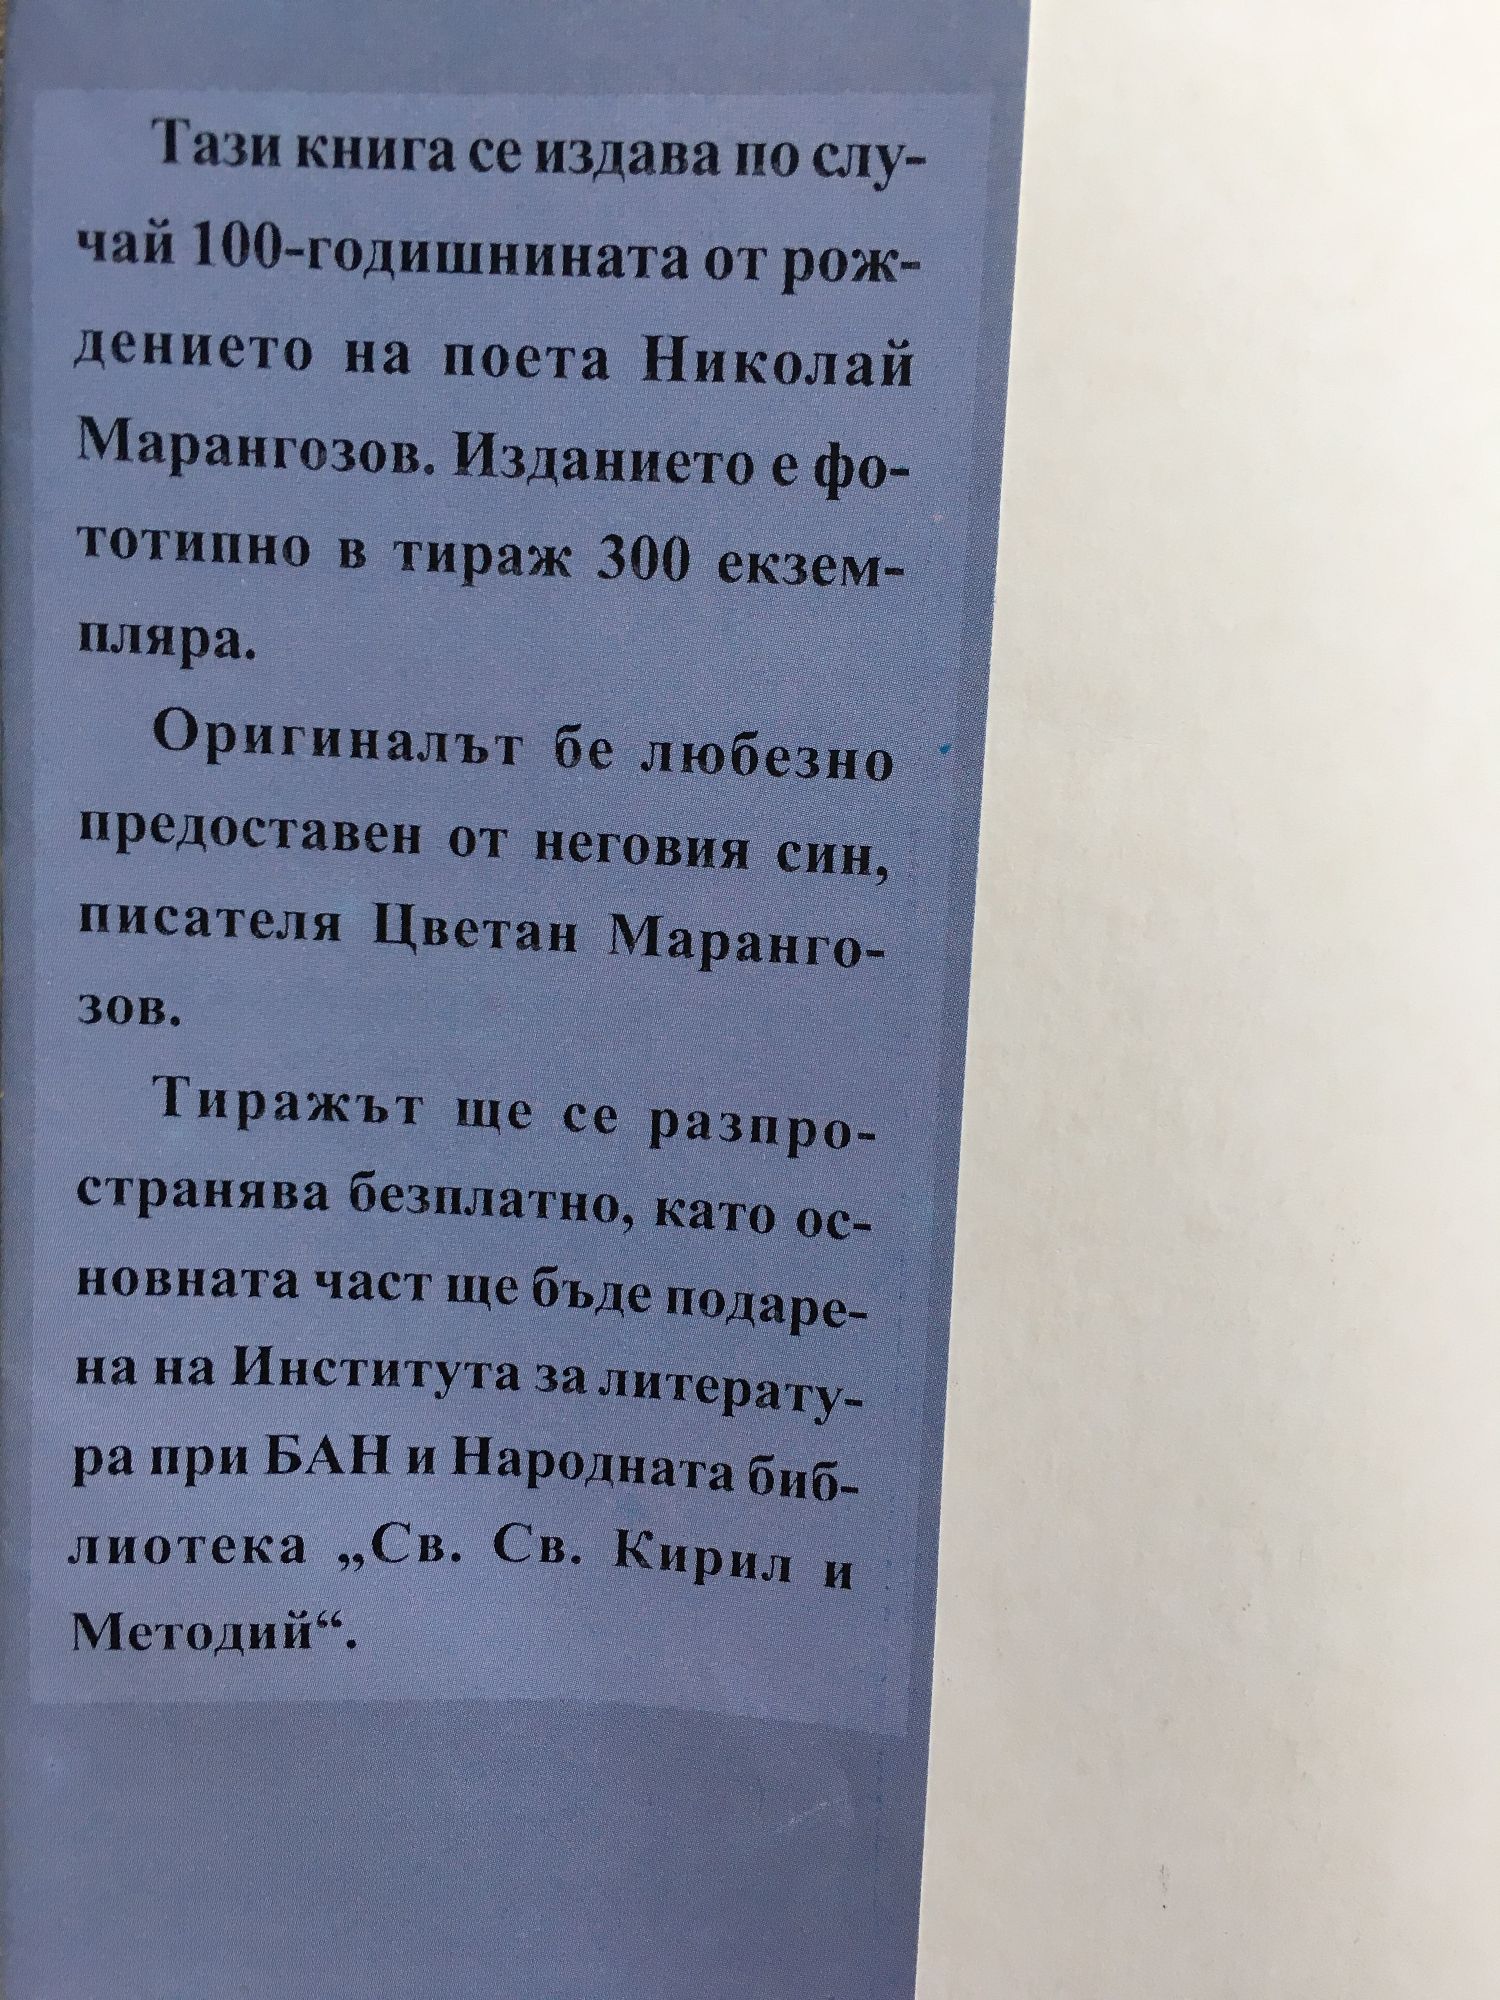 Тази книга се издава по слу-
чай 100-годишнината от рож-
дението на поета Николай
Марангозов. Изданието е фо-
тотипно в тираж 300 екзем-
пляра.
Оригиналът бе любезно
предоставен от неговия син,
писателя Цветан Маранго-
зов.
Тиражът ще се разпро-
странява безплатно, като ос-
новната част ще бъде подаре-
на на Института за литерату-
ра при БАН и Народната биб-
лиотека „Св. Св. Кирил и
Методий“.